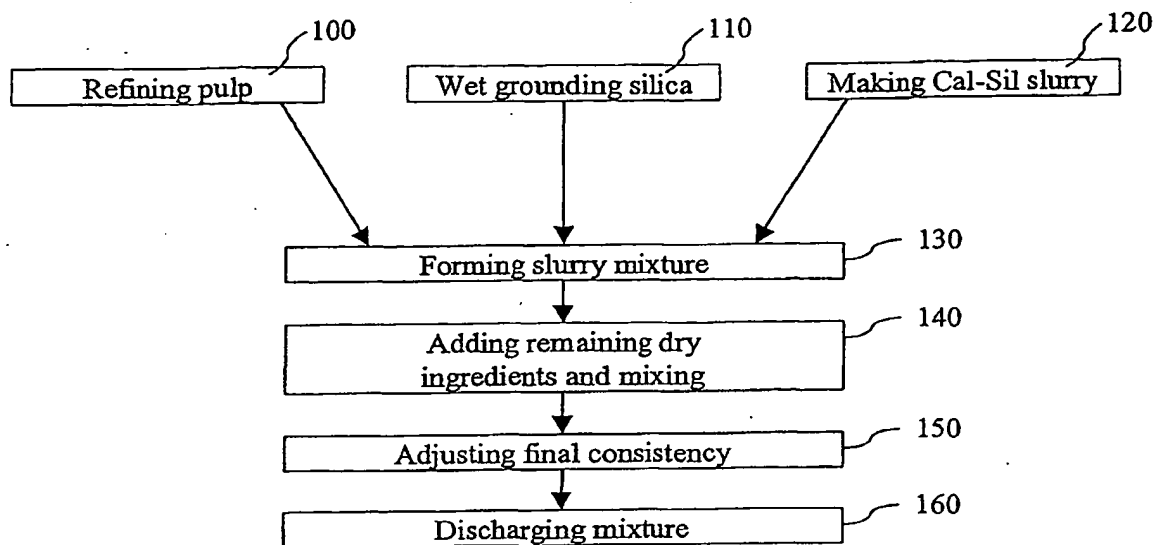 100
110
120
Refining pulp
Wet grounding silica
Making Cal-Sil slurry
130
Forming slurry mixture
140
Adding remaining dry
ingredients and mixing
150
Adjusting final consistency
160
Discharging mixture